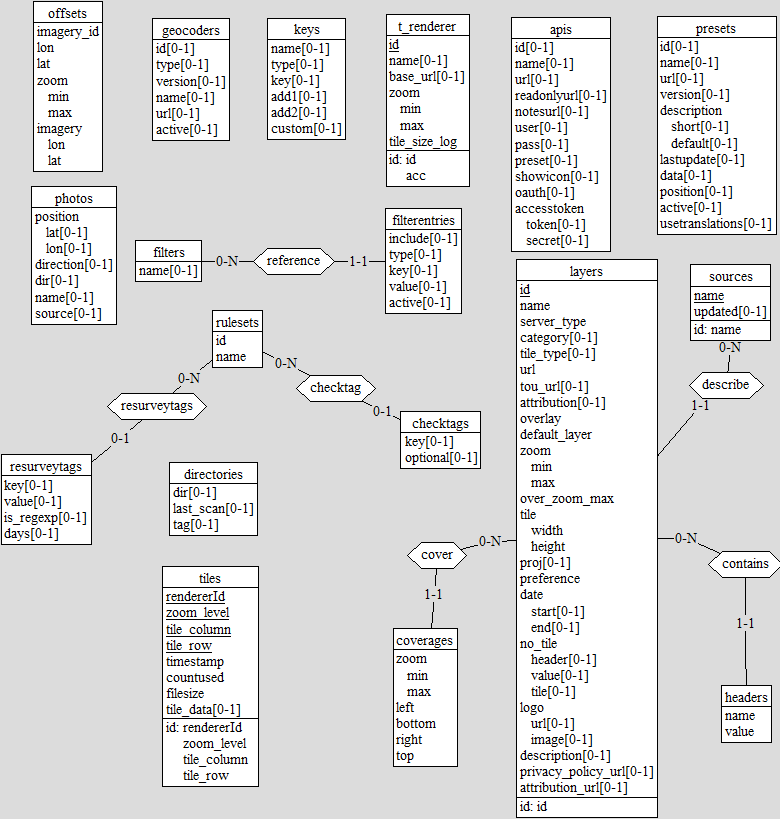 offsets
imagery_id
lon
lat
zoom
min
max
imagery
lon
lat
geocoders
id[0-1]
type[0-1]
version[0-1]
name[0-1]
url[0-1]
active[0-1]
keys
name[0-1]
type[0-1]
key[0-1]
add1[0-1]
add2[0-1]
custom[0-1]
t_renderer
id
name[0-1]
base_url[0-1]
zoom
min
max
tile_size_log
id: id
acc
apis
id[0-1]
name[0-1]
url[0-1]
readonlyurl[0-1]
notesurl[0-1]
user[0-1]
pass[0-1]
preset[0-1]
showicon[0-1]
oauth[0-1]
accesstoken
token[0-1]
secret[0-1]
presets
id[0-1]
name[0-1]
url[0-1]
version[0-1]
description
short[0-1]
default[0-1]
lastupdate[0-1]
data[0-1]
position[0-1]
active[0-1]
usetranslations[0-1]
photos
position
lat[0-1]
lon[0-1]
direction[0-1]
dir[0-1]
name[0-1]
source[0-1]
filters
name[0-1]
0-N
reference
1-1
filterentries
include[0-1]
type[0-1]
key[0-1]
value[0-1]
active[0-1]
rulesets
id
name
0-N
resurveytags
0-1
0-N
checktag
0-1
checktags
key[0-1]
optional[0-1]
resurveytags
key[0-1]
value[0-1]
is_regexp[0-1]
days[0-1]
directories
dir[0-1]
last_scan[0-1]
tag[0-1]
tiles
rendererId
zoom_level
tile_column
tile_row
timestamp
countused
filesize
tile_data[0-1]
id: rendererId
zoom_level
tile_column
tile_row
layers
id
name
server_type
category[0-1]
tile_type[0-1]
url
tou_url[0-1]
attribution[0-1]
overlay
default_layer
zoom
min
max
over_zoom_max
tile
width
height
proj[0-1]
preference
date
start[0-1]
end[0-1]
no_tile
header[0-1]
value[0-1]
tile[0-1]
logo
url[0-1]
image[0-1]
description[0-1]
privacy_policy_url[0-1]
attribution_url[0-1]
id: id
sources
name
updated[0-1]
id: name
0-N
describe
1-1
0-N
cover
1-1
coverages
zoom
min
max
left
bottom
right
top
0-N
contains
1-1
headers
name
value